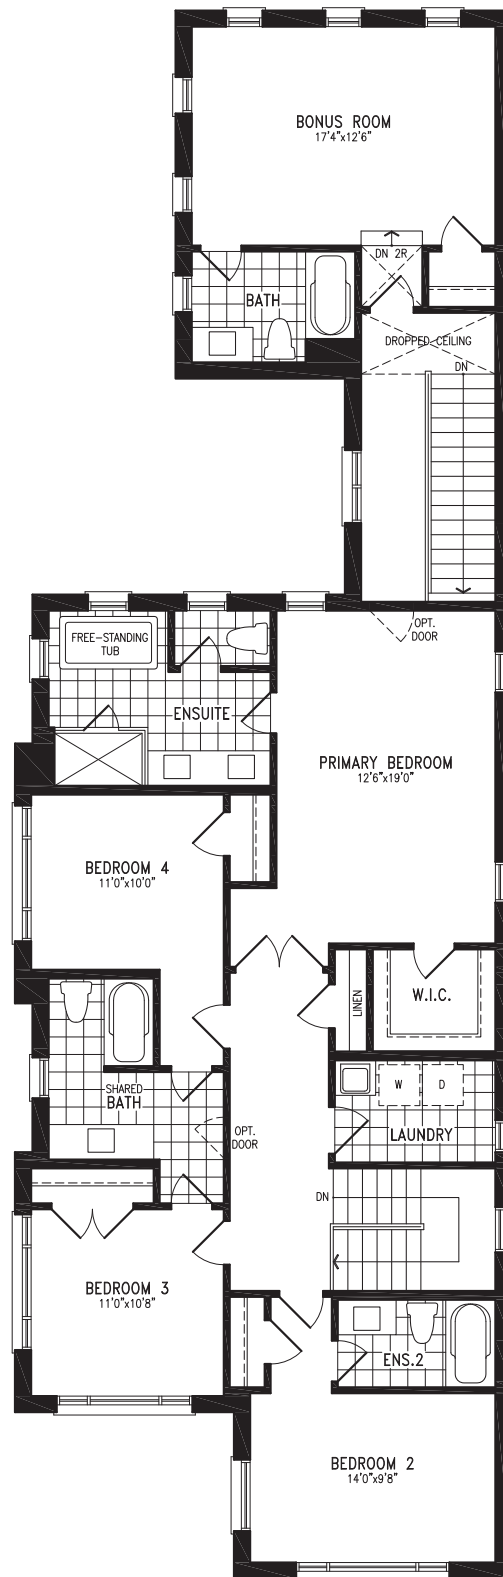 BONUS ROOM
17'4"x12'6"
DN 2R
BATH
DROPPED CEILING
DN
FREE-STANDING
TUB
OPT.
DOOR
ENSUITE
PRIMARY BEDROOM
12'6"x19'0"
BEDROOM 4
11'0"x10'0"
LINEN
W.I.C.
SHARED
BATH
W
D
OPT.
DOOR
LAUNDRY
DN
BEDROOM 3
11'0"x10'8"
ENS.2
BEDROOM 2
14'0"x9'8"